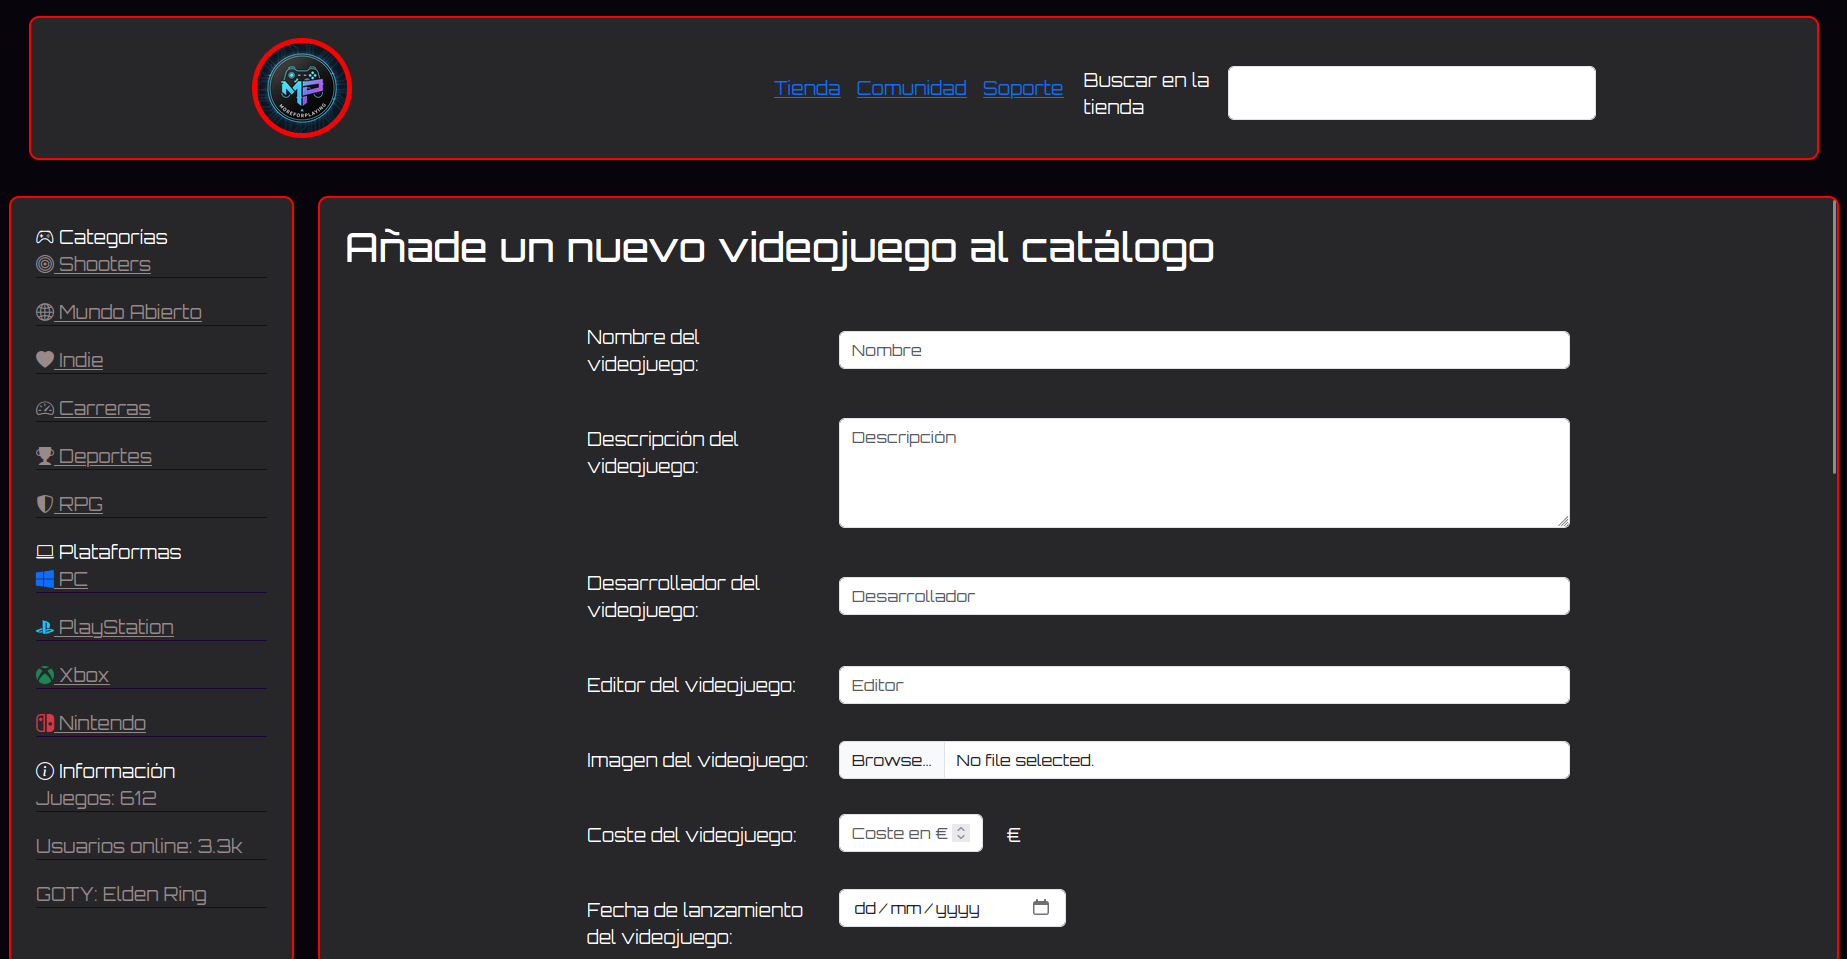 MP
MOREFORPLAYING
Tienda Comunidad Soporte Buscar en la
tienda
Categorías
Shooters
Mundo Abierto
Indie
Carreras
Deportes
RPG
Plataformas
PC
PlayStation
Xbox
Nintendo
Información
Juegos: 612
Usuarios online: 3.3k
GOTY: Elden Ring
Añade un nuevo videojuego al catálogo
Nombre del
videojuego:
Nombre
Descripción del
videojuego:
Descripción
Desarrollador del
videojuego:
Desarrollador
Editor del videojuego:
Editor
Imagen del videojuego:
Browse... No file selected.
Coste del videojuego:
Coste en € €
Fecha de lanzamiento
del videojuego:
dd/mm/yyyy